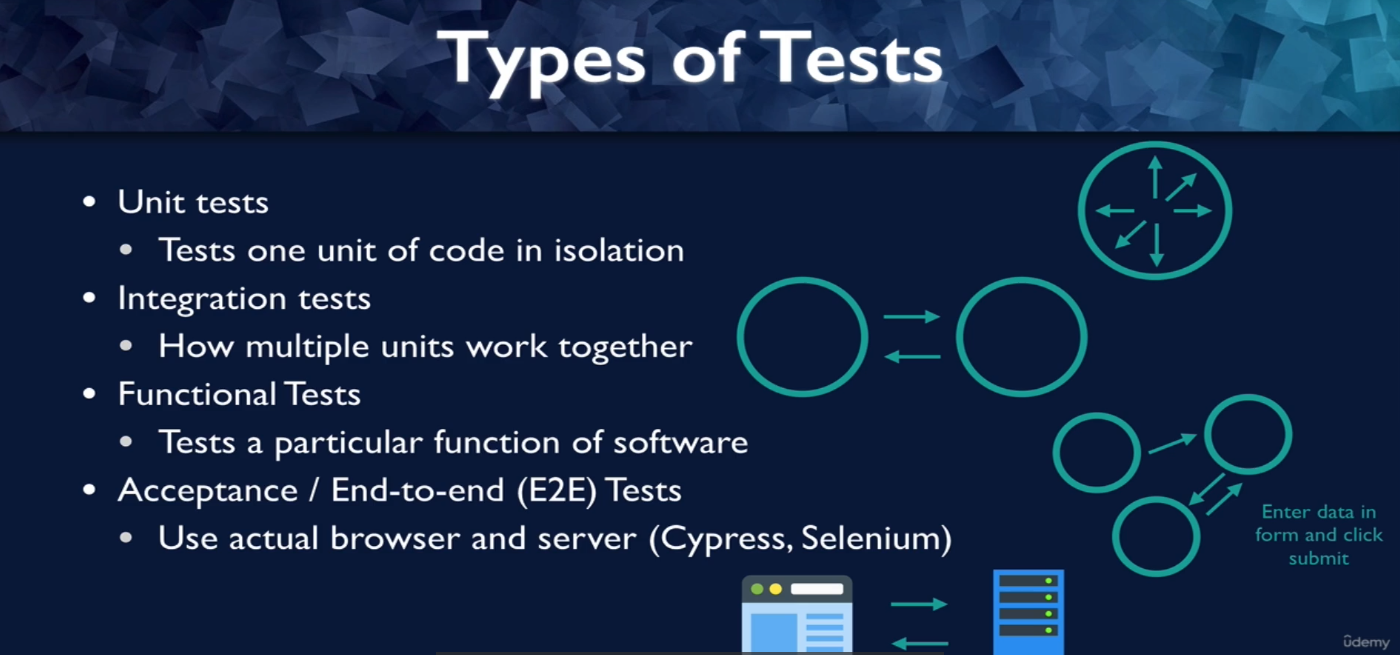 Types of Tests
• Unit tests
• Tests one unit of code in isolation
• Integration tests
• How multiple units work together
• Functional Tests
• Tests a particular function of software
• Acceptance / End-to-end (E2E) Tests
• Use actual browser and server (Cypress, Selenium)
Enter data in
form and click
submit
ûdemy